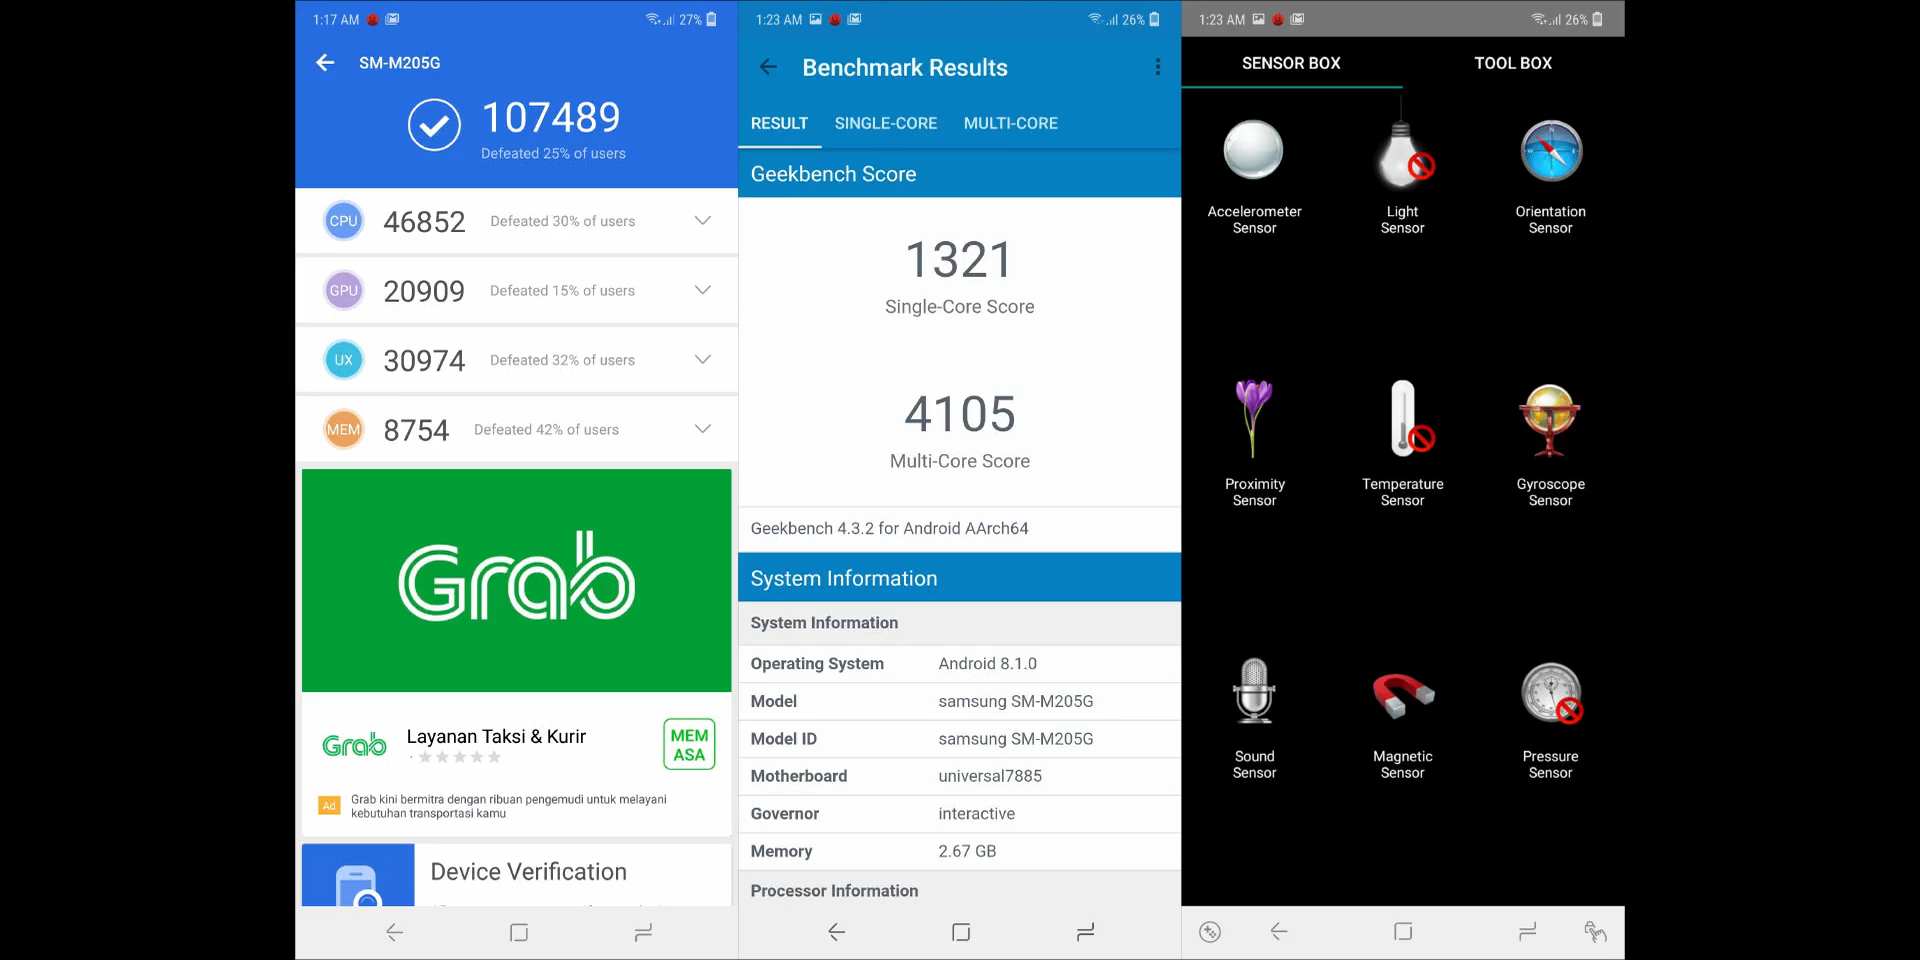 1:17 AM
27%
SM-M205G
107489
Defeated 25% of users
CPU 46852 Defeated 30% of users
GPU 20909 Defeated 15% of users
UX 30974 Defeated 32% of users
MEM 8754 Defeated 42% of users
Grab
Grab
Layanan Taksi & Kurir
MEM
ASA
Ad
Grab kini bermitra dengan ribuan pengemudi untuk melayani
kebutuhan transportasi kamu
Device Verification
1:23 AM
26%
Benchmark Results
RESULT SINGLE-CORE MULTI-CORE
Geekbench Score
1321
Single-Core Score
4105
Multi-Core Score
Geekbench 4.3.2 for Android AArch64
System Information
System Information
Operating System Android 8.1.0
Model samsung SM-M205G
Model ID samsung SM-M205G
Motherboard universal7885
Governor interactive
Memory 2.67 GB
Processor Information
1:23 AM
26%
SENSOR BOX TOOL BOX
Accelerometer
Sensor
Light
Sensor
Orientation
Sensor
Proximity
Sensor
Temperature
Sensor
Gyroscope
Sensor
Sound
Sensor
Magnetic
Sensor
Pressure
Sensor